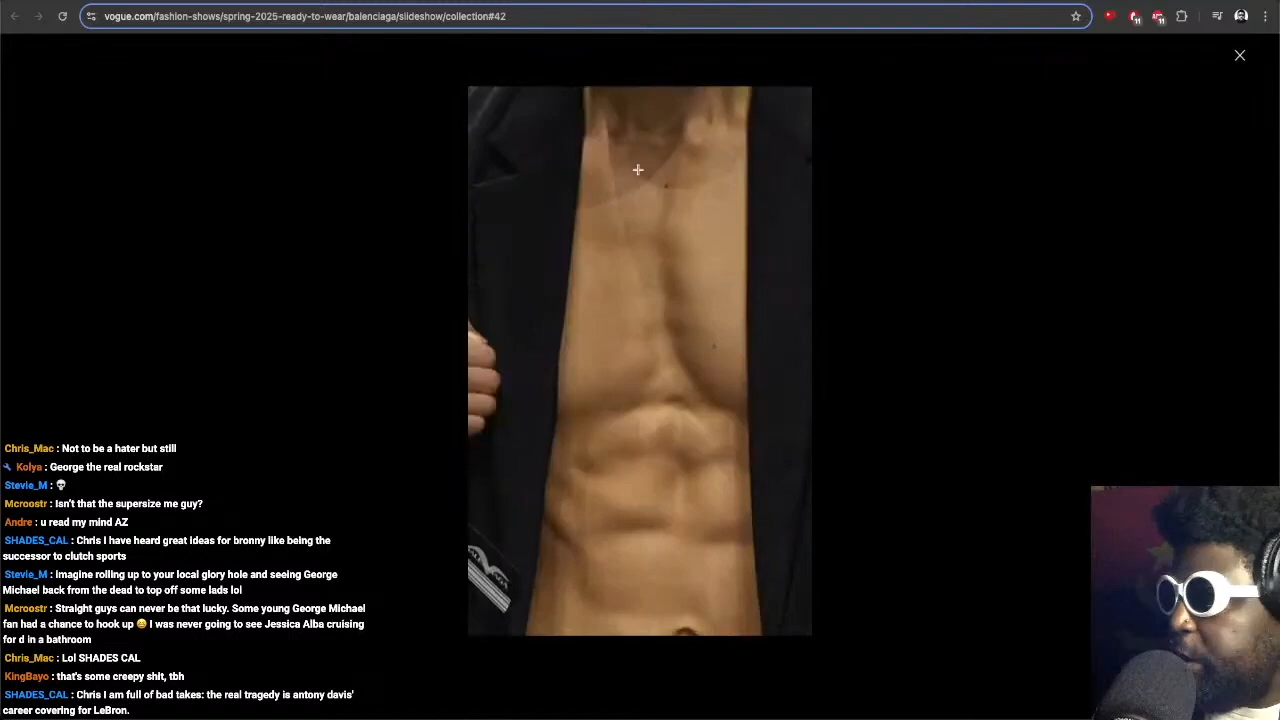 vogue.com/fashion-shows/spring-2025-ready-to-wear/balenciaga/slideshow/collection#42
Chris_Mac : Not to be a hater but still
Kolya : George the real rockstar
Stevie_M : 💀
Mcroostr : Isn't that the supersize me guy?
Andre : u read my mind AZ
SHADES_CAL : Chris I have heard great ideas for bronny like being the
successor to clutch sports
Stevie_M : Imagine rolling up to your local glory hole and seeing George
Michael back from the dead to top off some lads lol
Mcroostr : Straight guys can never be that lucky. Some young George Michael
fan had a chance to hook up 😄 I was never going to see Jessica Alba cruising
for d in a bathroom
Chris_Mac : Lol SHADES CAL
KingBayo : that's some creepy shit, tbh
SHADES_CAL : Chris I am full of bad takes: the real tragedy is antony davis'
career covering for LeBron.